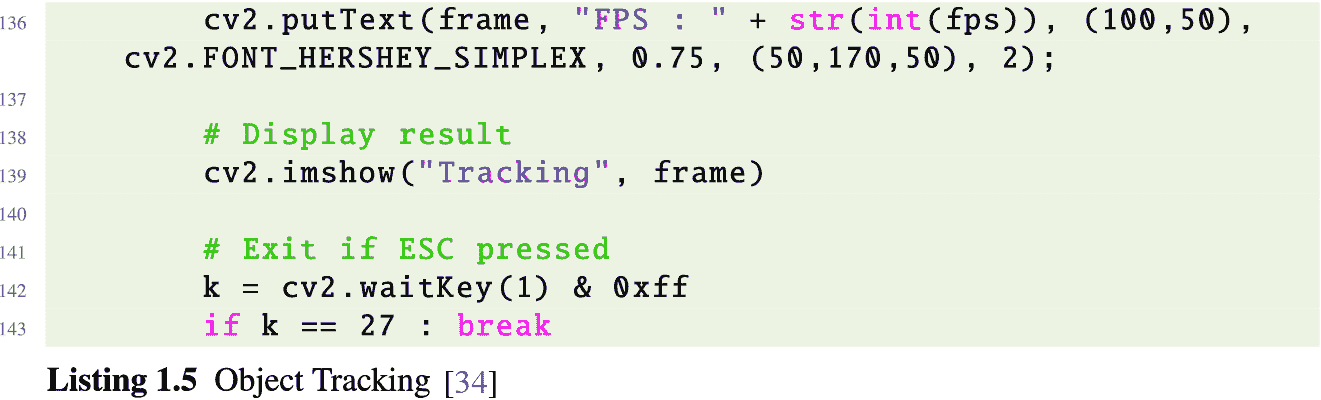 136 cv2.putText(frame, "FPS : " + str(int(fps)), (100,50),
cv2.FONT_HERSHEY_SIMPLEX, 0.75, (50,170,50), 2);
137
138 # Display result
139 cv2.imshow("Tracking", frame)
140
141 # Exit if ESC pressed
142 k = cv2.waitKey(1) & 0xff
143 if k == 27 : break
Listing 1.5 Object Tracking [34]